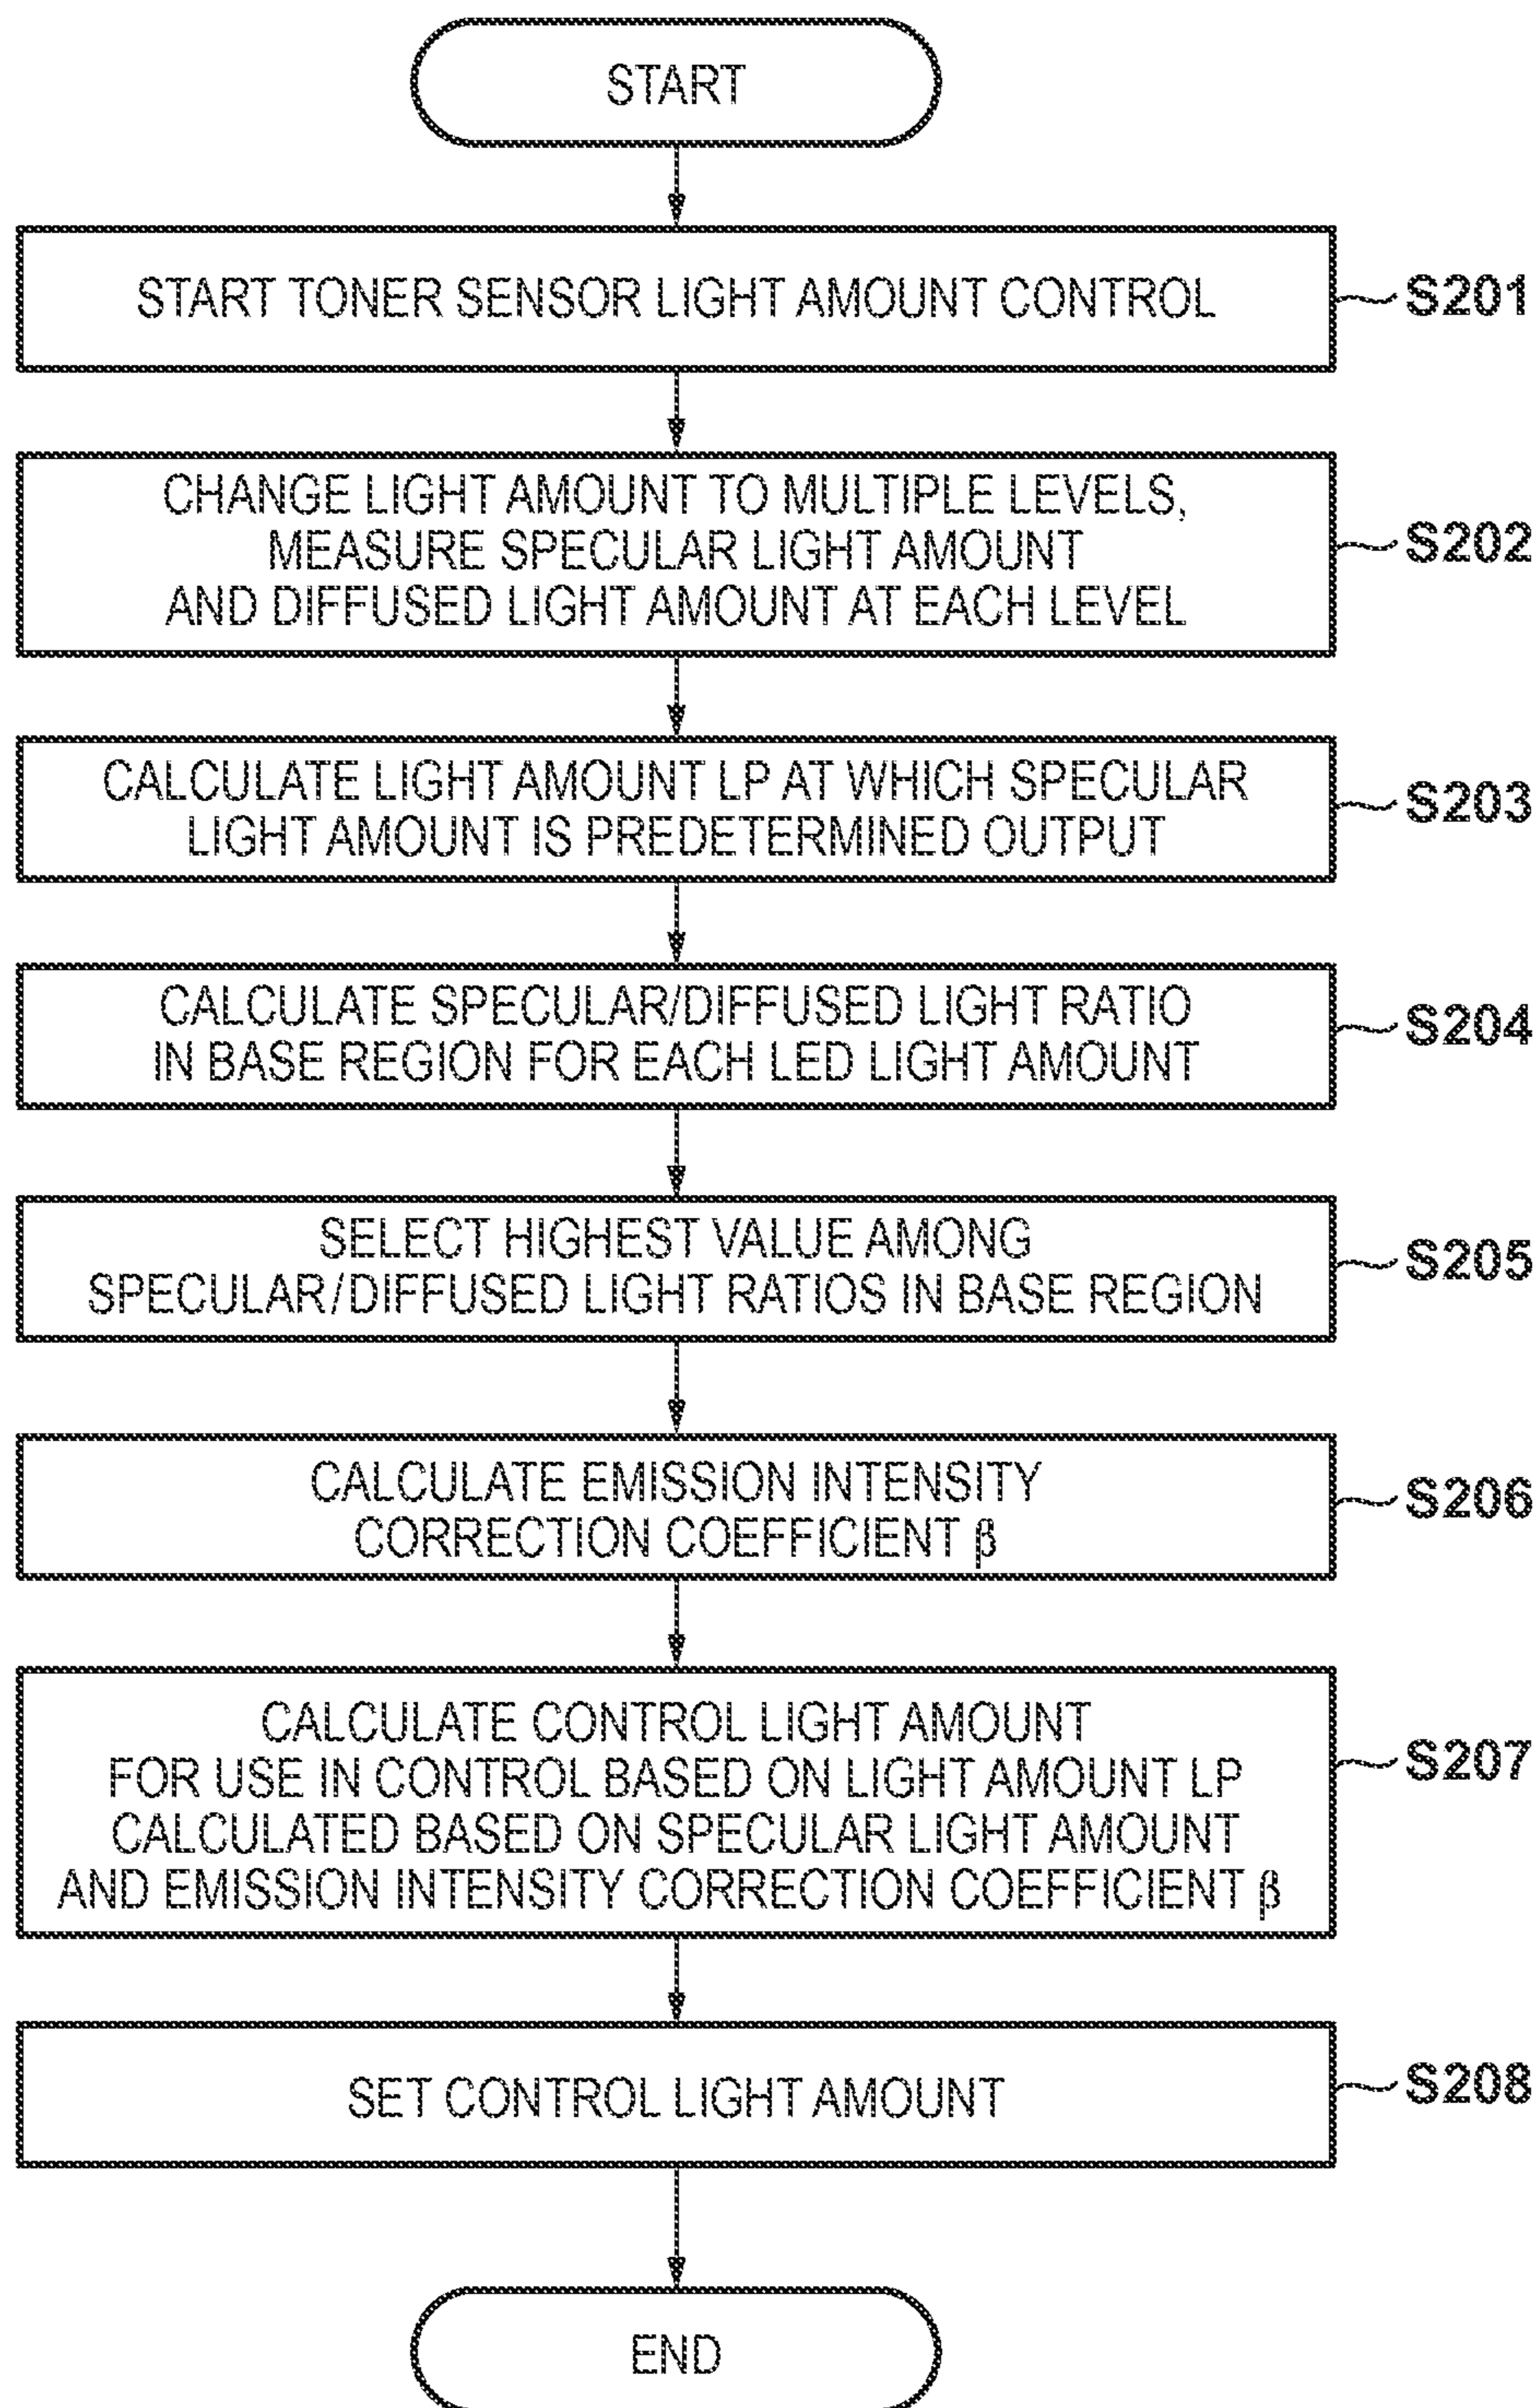 START
START TONER SENSOR LIGHT AMOUNT CONTROL
S201
CHANGE LIGHT AMOUNT TO MULTIPLE LEVELS,
MEASURE SPECULAR LIGHT AMOUNT
AND DIFFUSED LIGHT AMOUNT AT EACH LEVEL
S202
CALCULATE LIGHT AMOUNT LP AT WHICH SPECULAR
LIGHT AMOUNT IS PREDETERMINED OUTPUT
S203
CALCULATE SPECULAR/DIFFUSED LIGHT RATIO
IN BASE REGION FOR EACH LED LIGHT AMOUNT
S204
SELECT HIGHEST VALUE AMONG
SPECULAR/DIFFUSED LIGHT RATIOS IN BASE REGION
S205
CALCULATE EMISSION INTENSITY
CORRECTION COEFFICIENT β
S206
CALCULATE CONTROL LIGHT AMOUNT
FOR USE IN CONTROL BASED ON LIGHT AMOUNT LP
CALCULATED BASED ON SPECULAR LIGHT AMOUNT
AND EMISSION INTENSITY CORRECTION COEFFICIENT β
S207
SET CONTROL LIGHT AMOUNT
S208
END